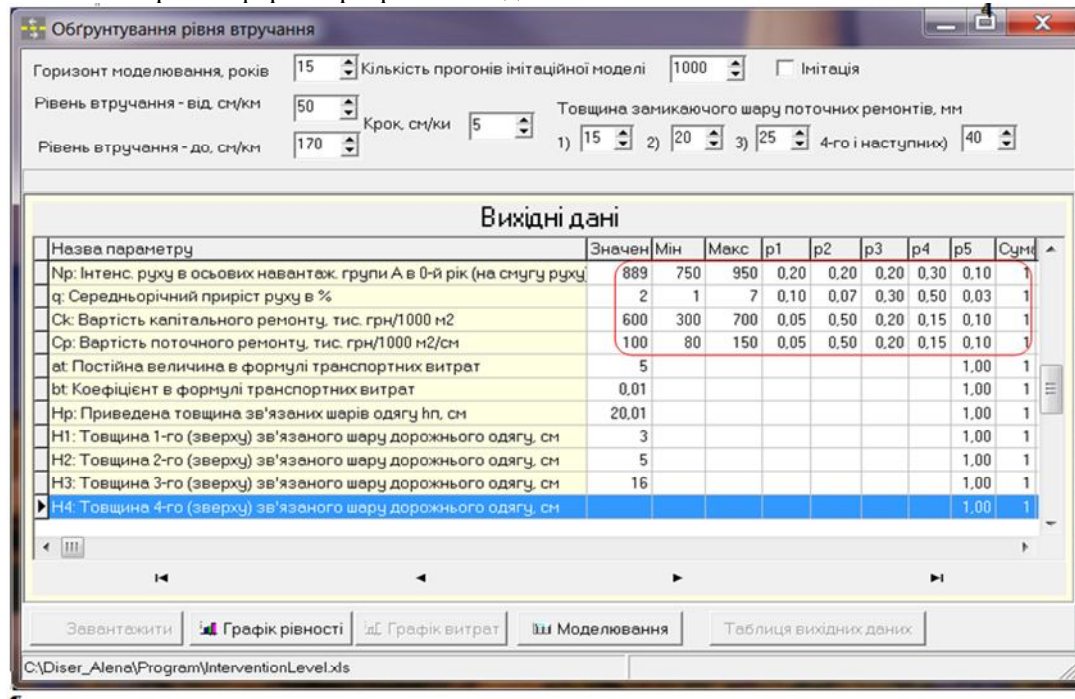 4
Обґрунтування рівня втручання
Горизонт моделювання, років 15 Кількість прогонів імітаційної моделі 1000 Імітація
Рівень втручання - від, см/км 50 Крок, см/ки 5 Товщина замикаючого шару поточних ремонтів, мм
Рівень втручання - до, см/км 170 1) 15 2) 20 3) 25 4-го і наступних) 40
Вихідні дані
Назва параметру Значен Мін Макс p1 p2 p3 p4 p5 Сума
Np: Інтенс. руху в осьових навантаж. групи А в 0-й рік (на смугу руху) 889 750 950 0,20 0,20 0,20 0,30 0,10 1
q: Середньорічний приріст руху в % 2 1 7 0,10 0,07 0,30 0,50 0,03 1
Ск: Вартість капітального ремонту, тис. грн/1000 м2 600 300 700 0,05 0,50 0,20 0,15 0,10 1
Ср: Вартість поточного ремонту, тис. грн/1000 м2/см 100 80 150 0,05 0,50 0,20 0,15 0,10 1
at: Постійна величина в формулі транспортних витрат 5 1,00 1
bt: Коефіцієнт в формулі транспортних витрат 0,01 1,00 1
Нр: Приведена товщина зв'язаних шарів одягу hп, см 20,01 1,00 1
Н1: Товщина 1-го (зверху) зв'язаного шару дорожнього одягу, см 3 1,00 1
Н2: Товщина 2-го (зверху) зв'язаного шару дорожнього одягу, см 5 1,00 1
Н3: Товщина 3-го (зверху) зв'язаного шару дорожнього одягу, см 16 1,00 1
Н4: Товщина 4-го (зверху) зв'язаного шару дорожнього одягу, см 1,00 1
Завантажити Графік рівності Графік витрат Моделювання Таблиця вихідних даних
C:\Diser_Alena\Program\InterventionLevel.xls